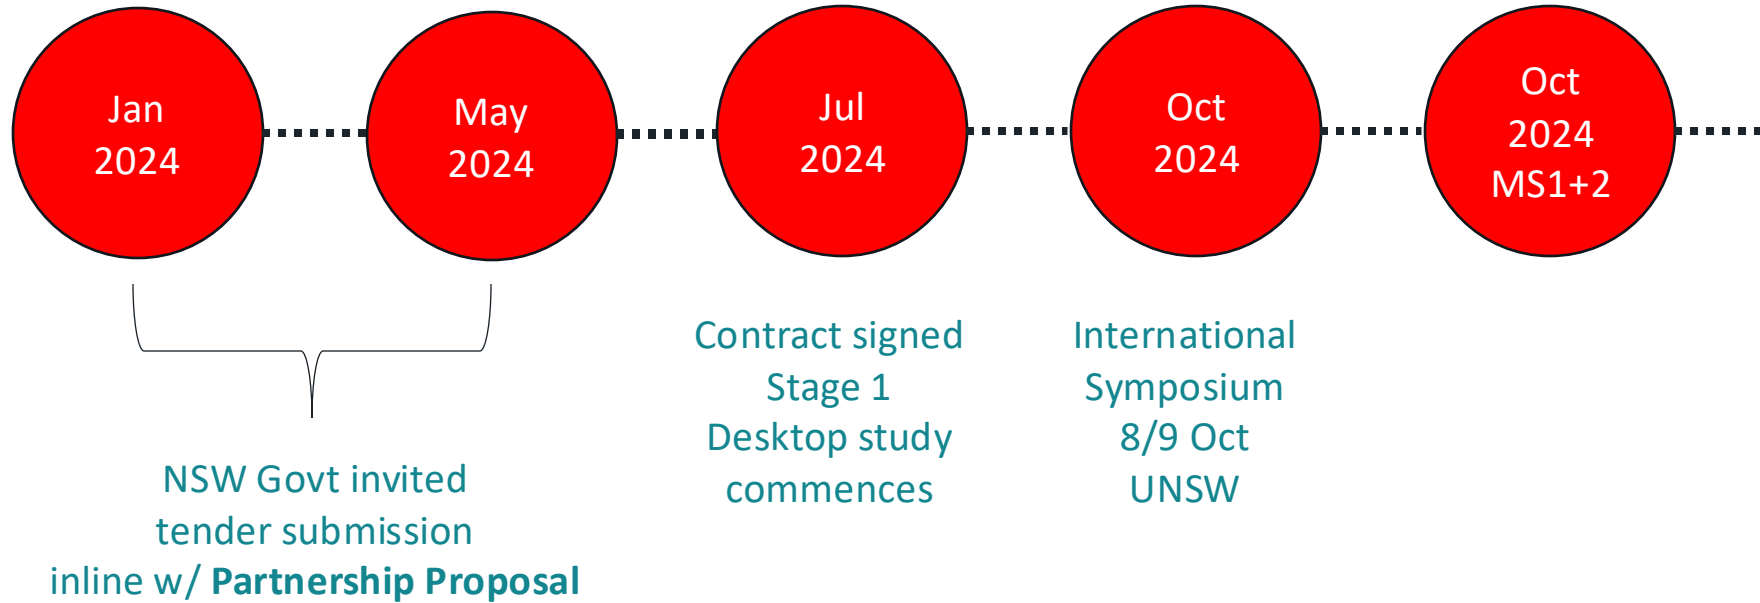 Jan
2024
May
2024
Jul
2024
Oct
2024
Oct
2024
MS1+2
NSW Govt invited
tender submission
inline w/ Partnership Proposal
Contract signed
Stage 1
Desktop study
commences
International
Symposium
8/9 Oct
UNSW